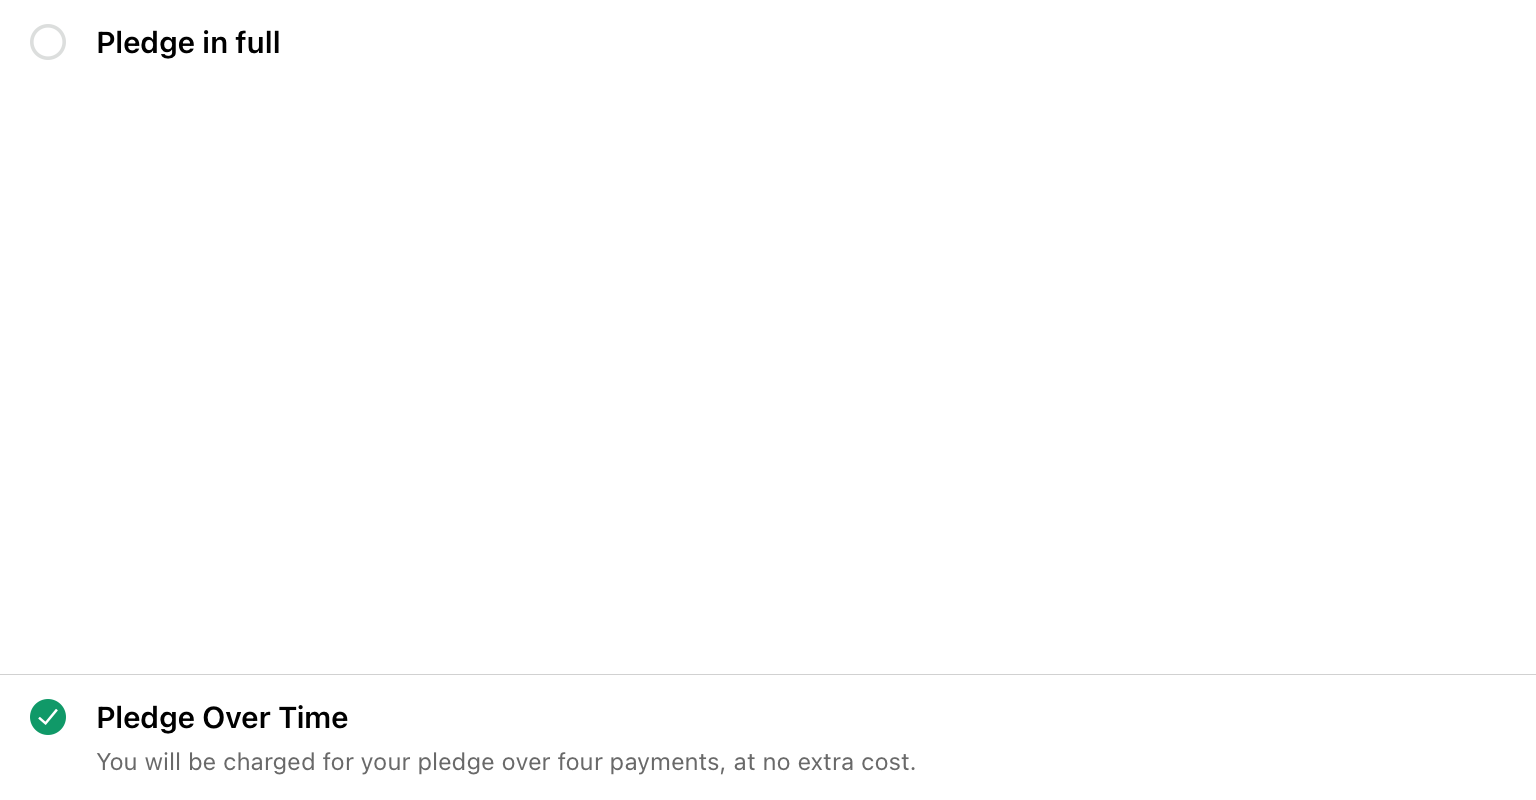 Pledge in full
Pledge Over Time
You will be charged for your pledge over four payments, at no extra cost.